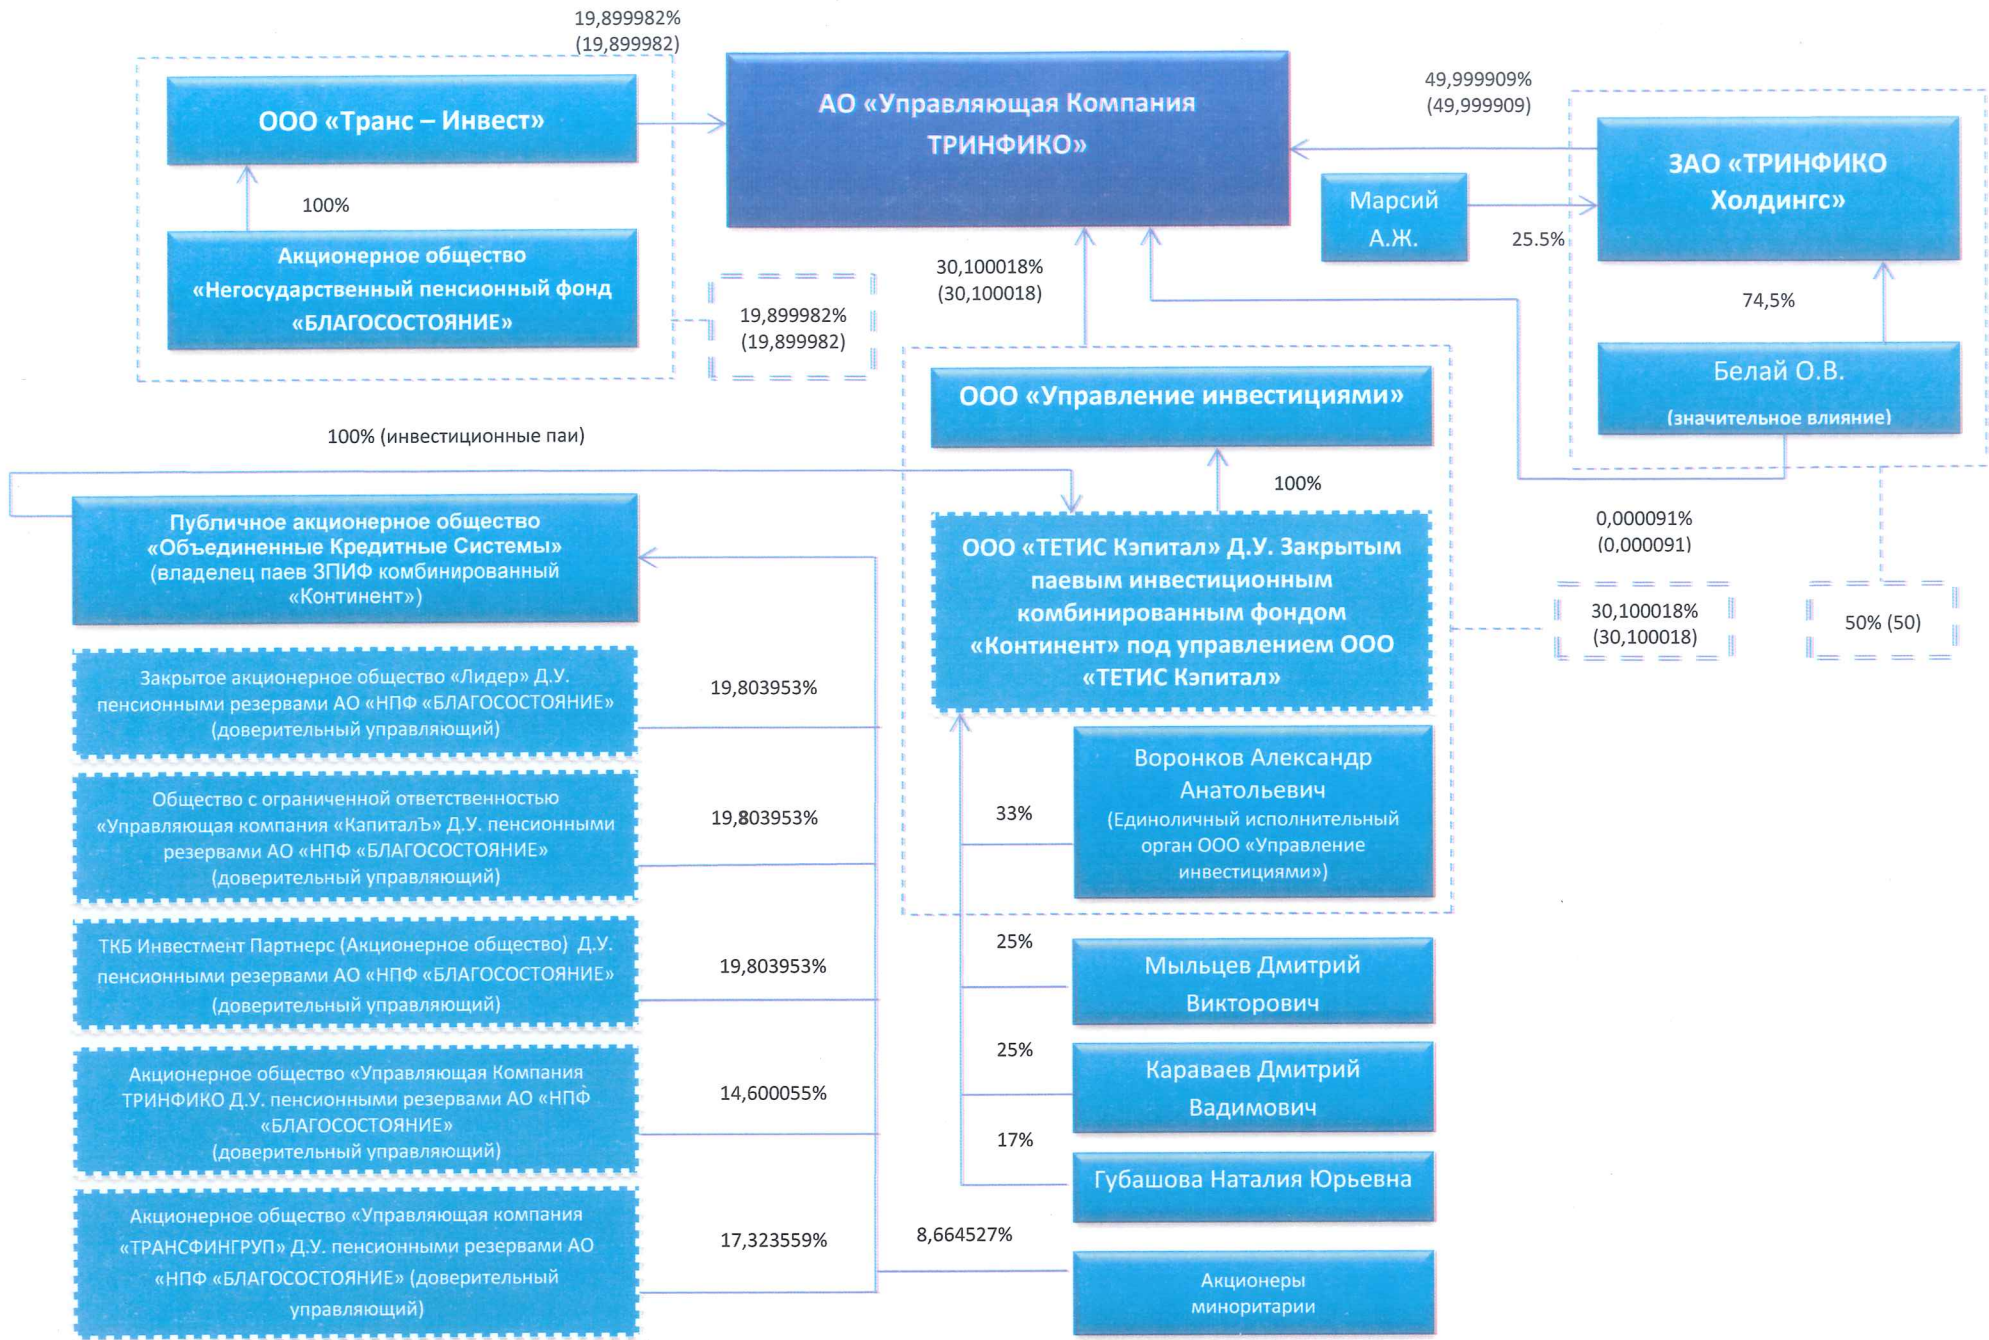 19,899982%
(19,899982)
ООО «Транс – Инвест»
100%
Акционерное общество
«Негосударственный пенсионный фонд
«БЛАГОСОСТОЯНИЕ»
19,899982%
(19,899982)
АО «Управляющая Компания
ТРИНФИКО»
49,999909%
(49,999909)
ЗАО «ТРИНФИКО
Холдингс»
Марсий
А.Ж.
25.5%
74,5%
Белай О.В.
(значительное влияние)
30,100018%
(30,100018)
ООО «Управление инвестициями»
100%
100% (инвестиционные паи)
0,000091%
(0,000091)
30,100018%
(30,100018)
50% (50)
Публичное акционерное общество
«Объединенные Кредитные Системы»
(владелец паев ЗПИФ комбинированный
«Континент»)
ООО «ТЕТИС Кэпитал» Д.У. Закрытым
паевым инвестиционным
комбинированным фондом
«Континент» под управлением ООО
«ТЕТИС Кэпитал»
Закрытое акционерное общество «Лидер» Д.У.
пенсионными резервами АО «НПФ «БЛАГОСОСТОЯНИЕ»
(доверительный управляющий)
19,803953%
Общество с ограниченной ответственностью
«Управляющая компания «КапиталЪ» Д.У. пенсионными
резервами АО «НПФ «БЛАГОСОСТОЯНИЕ»
(доверительный управляющий)
19,803953%
ТКБ Инвестмент Партнерс (Акционерное общество) Д.У.
пенсионными резервами АО «НПФ «БЛАГОСОСТОЯНИЕ»
(доверительный управляющий)
19,803953%
Акционерное общество «Управляющая Компания
ТРИНФИКО Д.У. пенсионными резервами АО «НПФ
«БЛАГОСОСТОЯНИЕ»
(доверительный управляющий)
14,600055%
Акционерное общество «Управляющая компания
«ТРАНСФИНГРУП» Д.У. пенсионными резервами АО
«НПФ «БЛАГОСОСТОЯНИЕ» (доверительный
управляющий)
17,323559%
33%
Воронков Александр
Анатольевич
(Единоличный исполнительный
орган ООО «Управление
инвестициями»)
25%
Мыльцев Дмитрий
Викторович
25%
Караваев Дмитрий
Вадимович
17%
Губашова Наталия Юрьевна
8,664527%
Акционеры
миноритарии